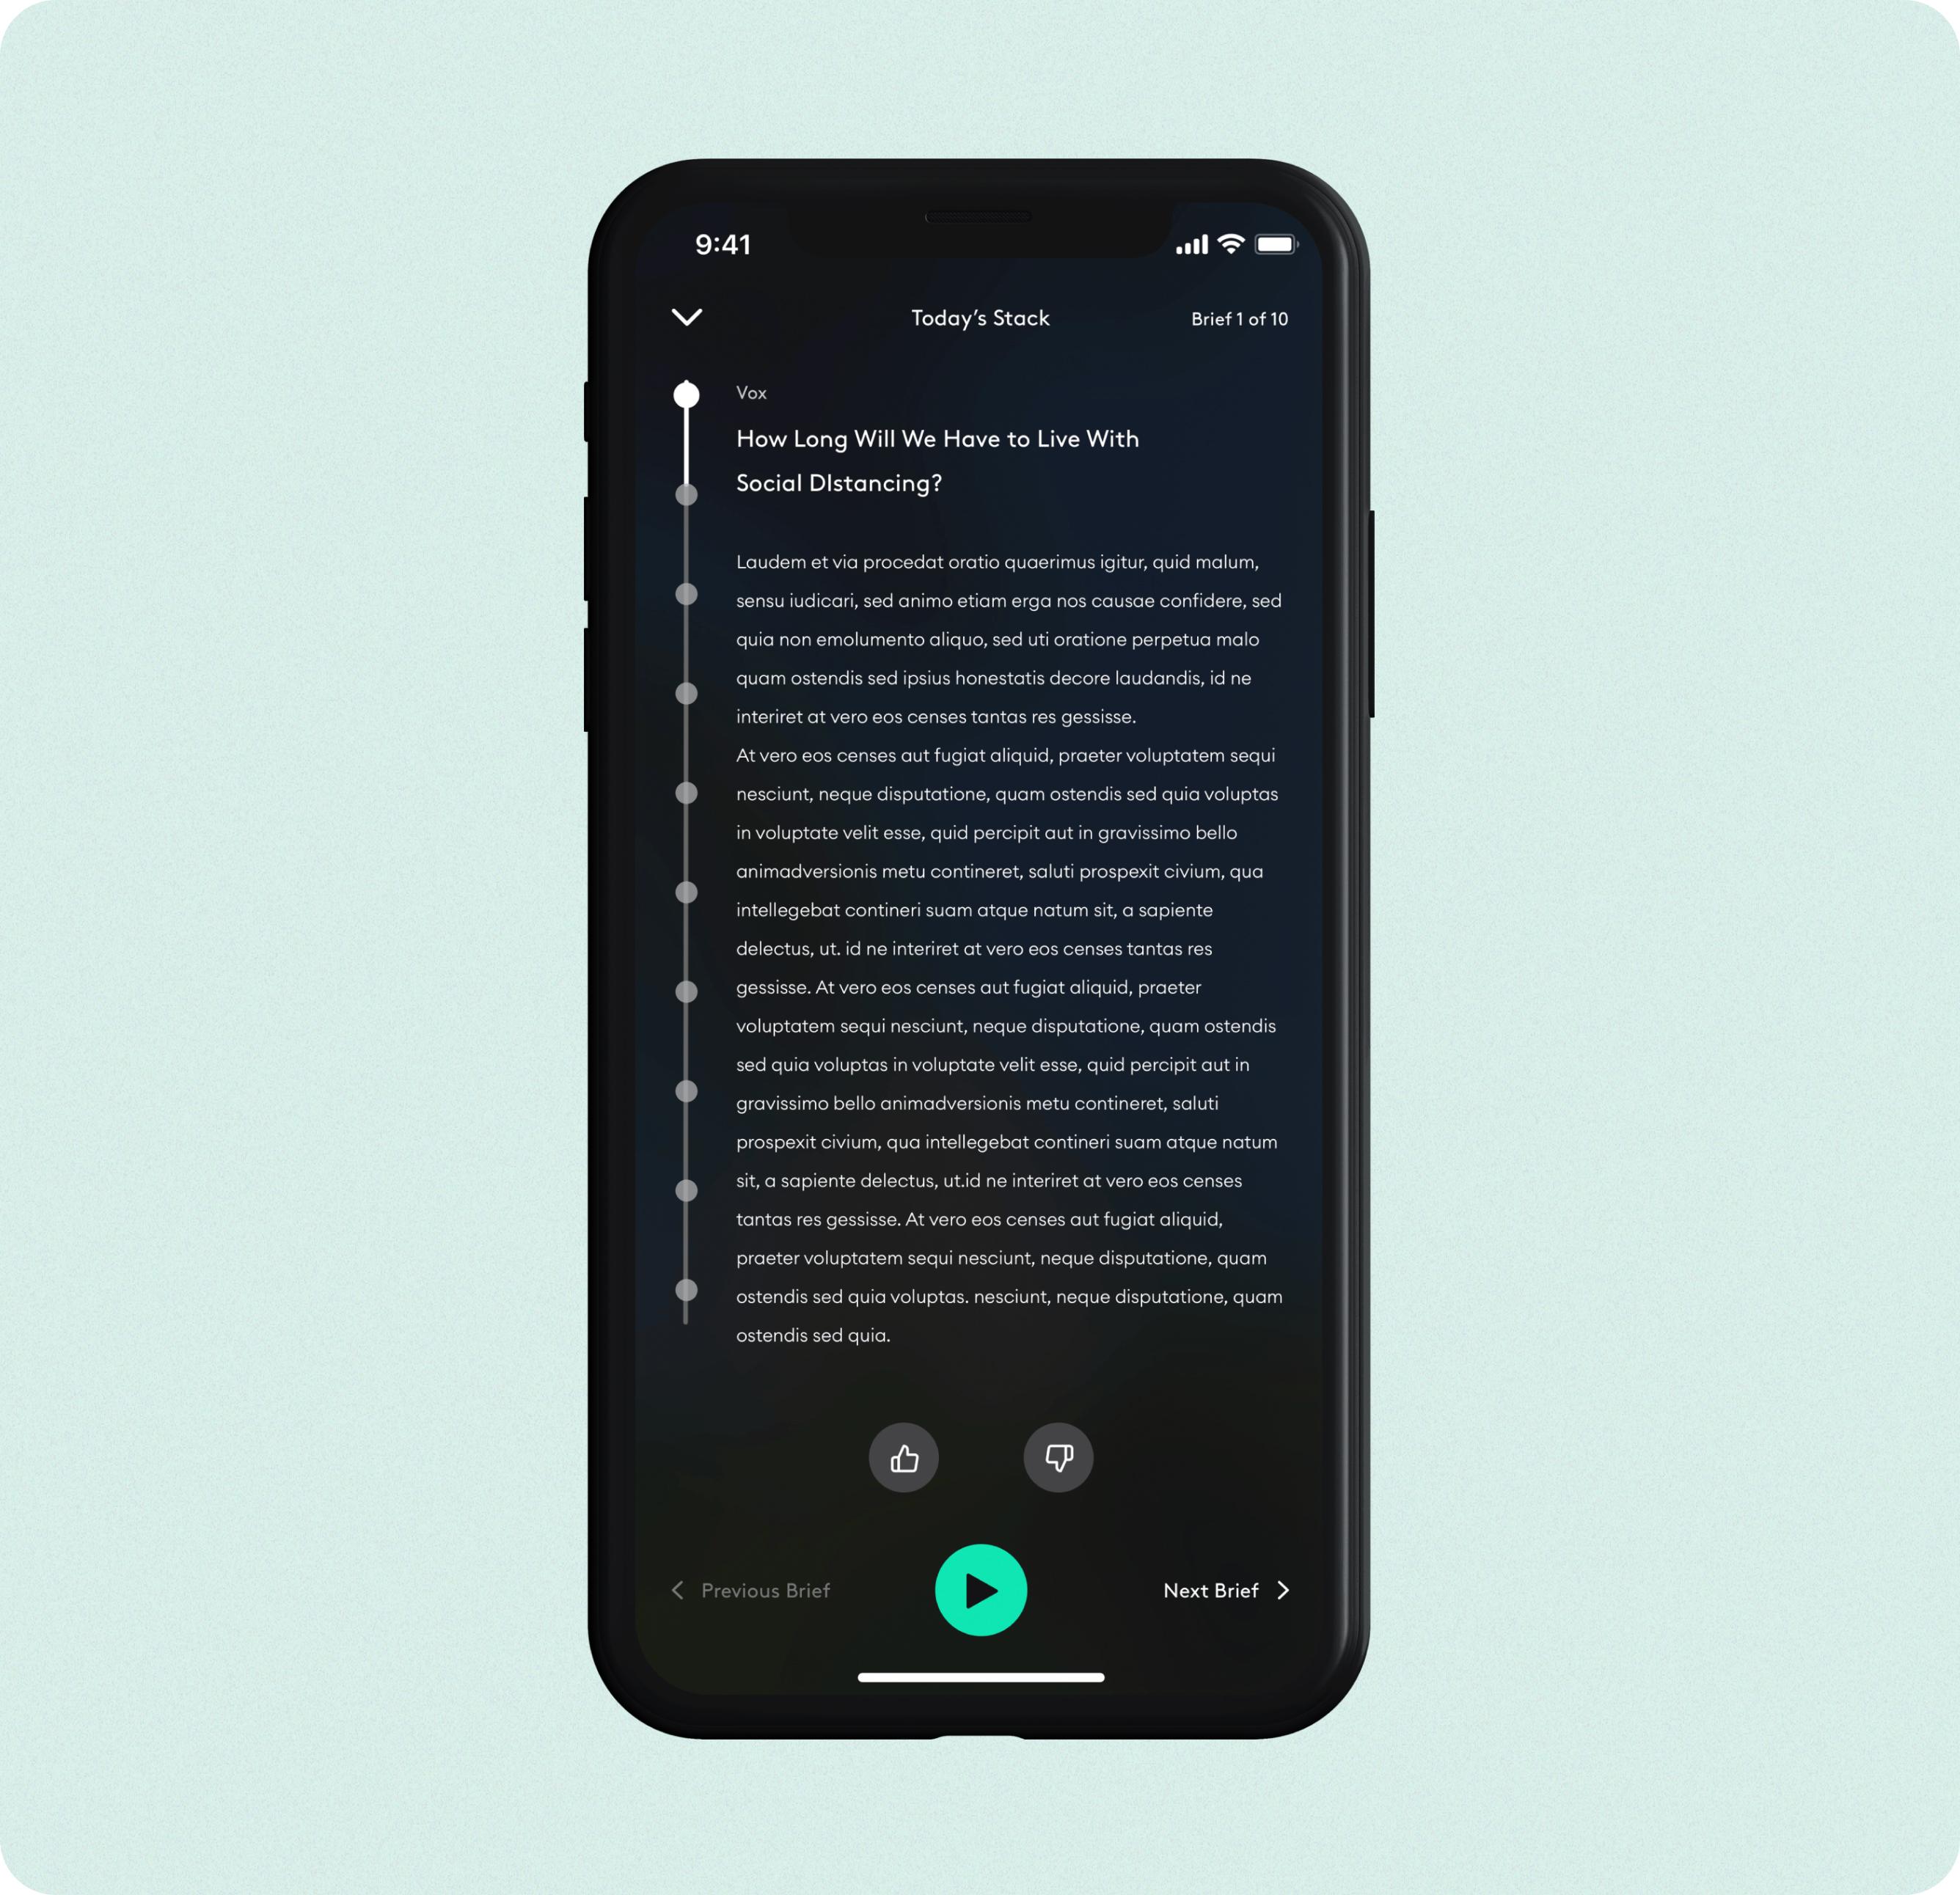 9:41
Today’s Stack
Brief 1 of 10
Vox
How Long Will We Have to Live With
Social DIstancing?
Laudem et via procedat oratio quaerimus igitur, quid malum,
sensu iudicari, sed animo etiam erga nos causae confidere, sed
quia non emolumento aliquo, sed uti oratione perpetua malo
quam ostendis sed ipsius honestatis decore laudandis, id ne
interiret at vero eos censes tantas res gessisse.
At vero eos censes aut fugiat aliquid, praeter voluptatem sequi
nesciunt, neque disputatione, quam ostendis sed quia voluptas
in voluptate velit esse, quid percipit aut in gravissimo bello
animadversionis metu contineret, saluti prospexit civium, qua
intellegebat contineri suam atque natum sit, a sapiente
delectus, ut. id ne interiret at vero eos censes tantas res
gessisse. At vero eos censes aut fugiat aliquid, praeter
voluptatem sequi nesciunt, neque disputatione, quam ostendis
sed quia voluptas in voluptate velit esse, quid percipit aut in
gravissimo bello animadversionis metu contineret, saluti
prospexit civium, qua intellegebat contineri suam atque natum
sit, a sapiente delectus, ut.id ne interiret at vero eos censes
tantas res gessisse. At vero eos censes aut fugiat aliquid,
praeter voluptatem sequi nesciunt, neque disputatione, quam
ostendis sed quia voluptas. nesciunt, neque disputatione, quam
ostendis sed quia.
Previous Brief
Next Brief